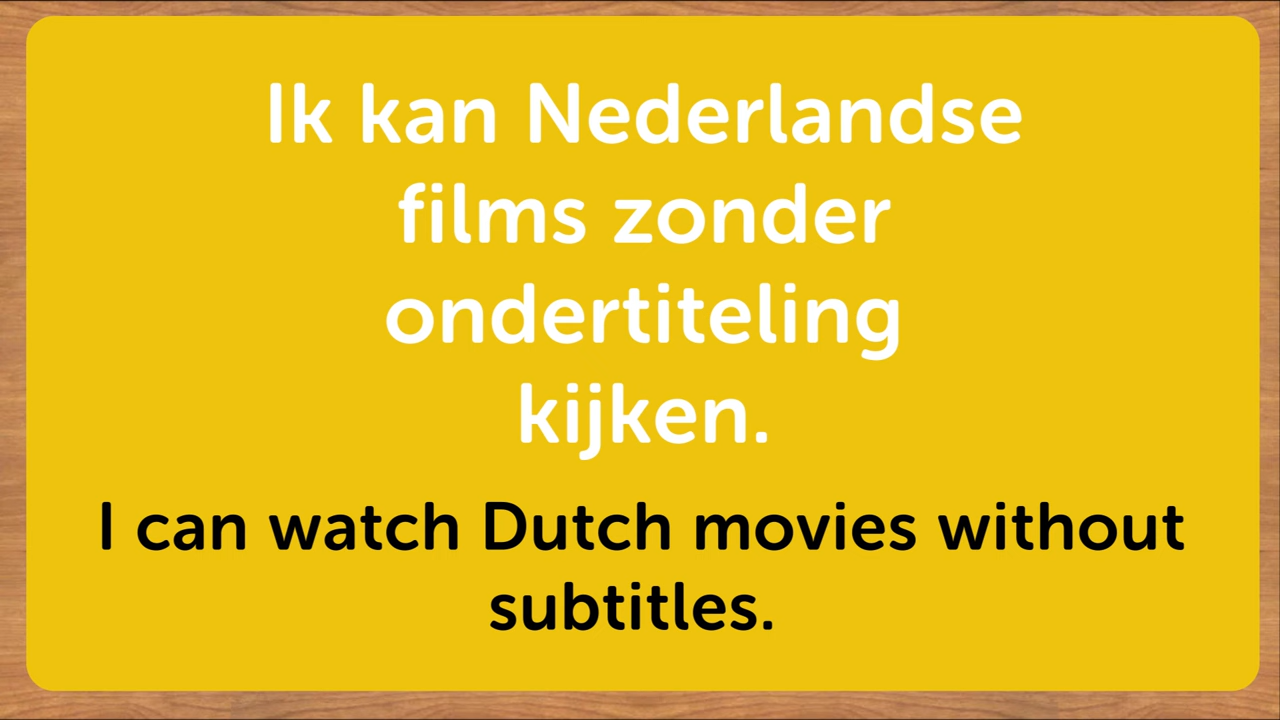 Ik kan Nederlandse
films zonder
ondertiteling
kijken.
I can watch Dutch movies without
subtitles.